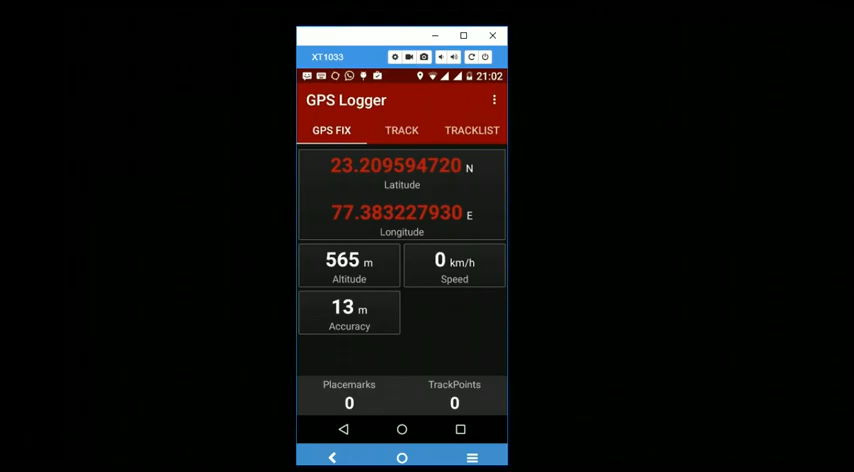 XT1033
21:02
GPS Logger
GPS FIX TRACK TRACKLIST
23.209594720 N
Latitude
77.383227930 E
Longitude
565 m 0 km/h
Altitude Speed
13 m
Accuracy
Placemarks TrackPoints
0 0